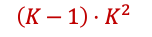 (K − 1) · K²